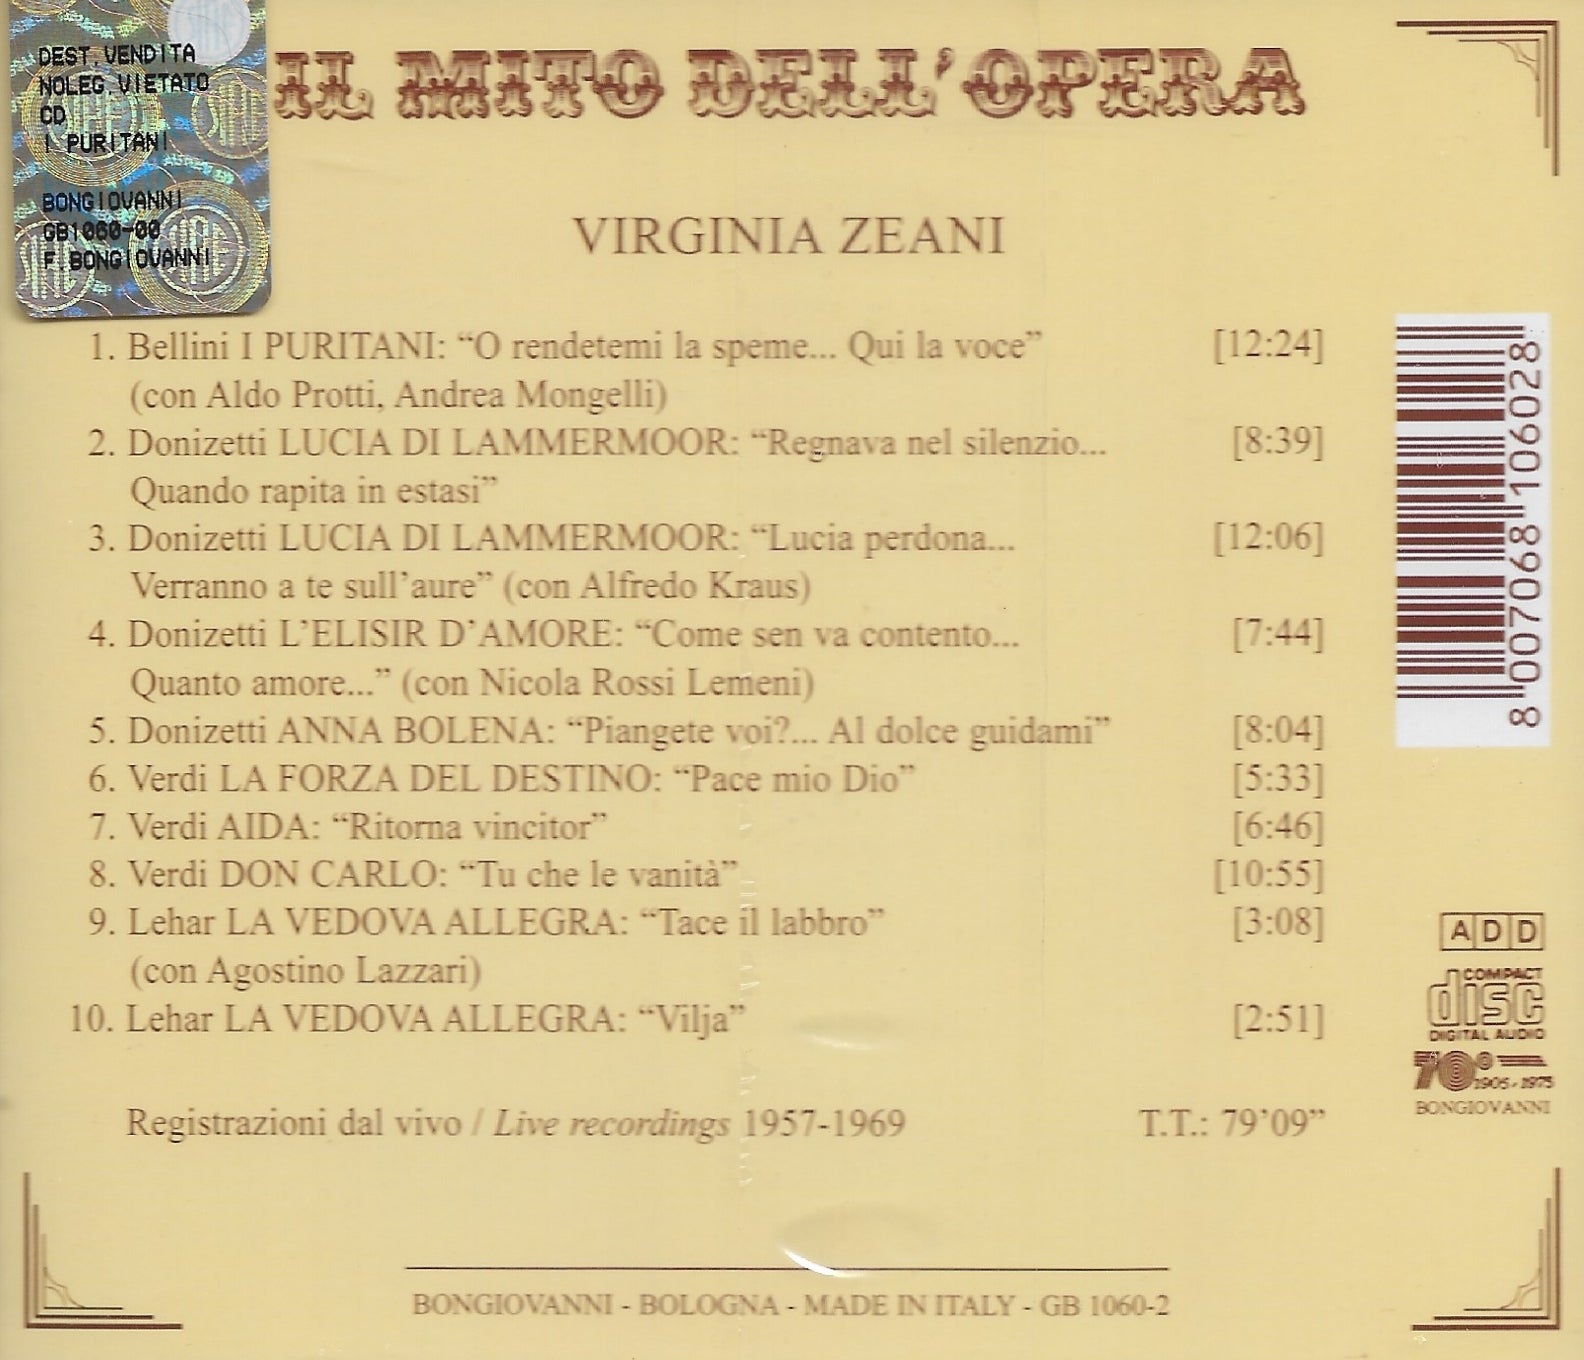 DEST.VENDITA
NOLEG.VIETATO
CD
I PURITANI
BONGIOVANNI
GB1060-00
F.BONGIOVANNI
IL MITO DELL'OPERA
VIRGINIA ZEANI
1. Bellini I PURITANI: “O rendetemi la speme... Qui la voce” [12:24]
(con Aldo Protti, Andrea Mongelli)
2. Donizetti LUCIA DI LAMMERMOOR: “Regnava nel silenzio... [8:39]
Quando rapita in estasi”
3. Donizetti LUCIA DI LAMMERMOOR: “Lucia perdona... [12:06]
Verranno a te sull’aure” (con Alfredo Kraus)
4. Donizetti L’ELISIR D’AMORE: “Come sen va contento... [7:44]
Quanto amore...” (con Nicola Rossi Lemeni)
5. Donizetti ANNA BOLENA: “Piangete voi?... Al dolce guidami” [8:04]
6. Verdi LA FORZA DEL DESTINO: “Pace mio Dio” [5:33]
7. Verdi AIDA: “Ritorna vincitor” [6:46]
8. Verdi DON CARLO: “Tu che le vanità” [10:55]
9. Lehar LA VEDOVA ALLEGRA: “Tace il labbro” [3:08]
(con Agostino Lazzari)
10. Lehar LA VEDOVA ALLEGRA: “Vilja” [2:51]
Registrazioni dal vivo / Live recordings 1957-1969 T.T.: 79’09”
8 007068 106028
ADD
COMPACT
disc
DIGITAL AUDIO
70°
1905-1975
BONGIOVANNI
BONGIOVANNI - BOLOGNA - MADE IN ITALY - GB 1060-2